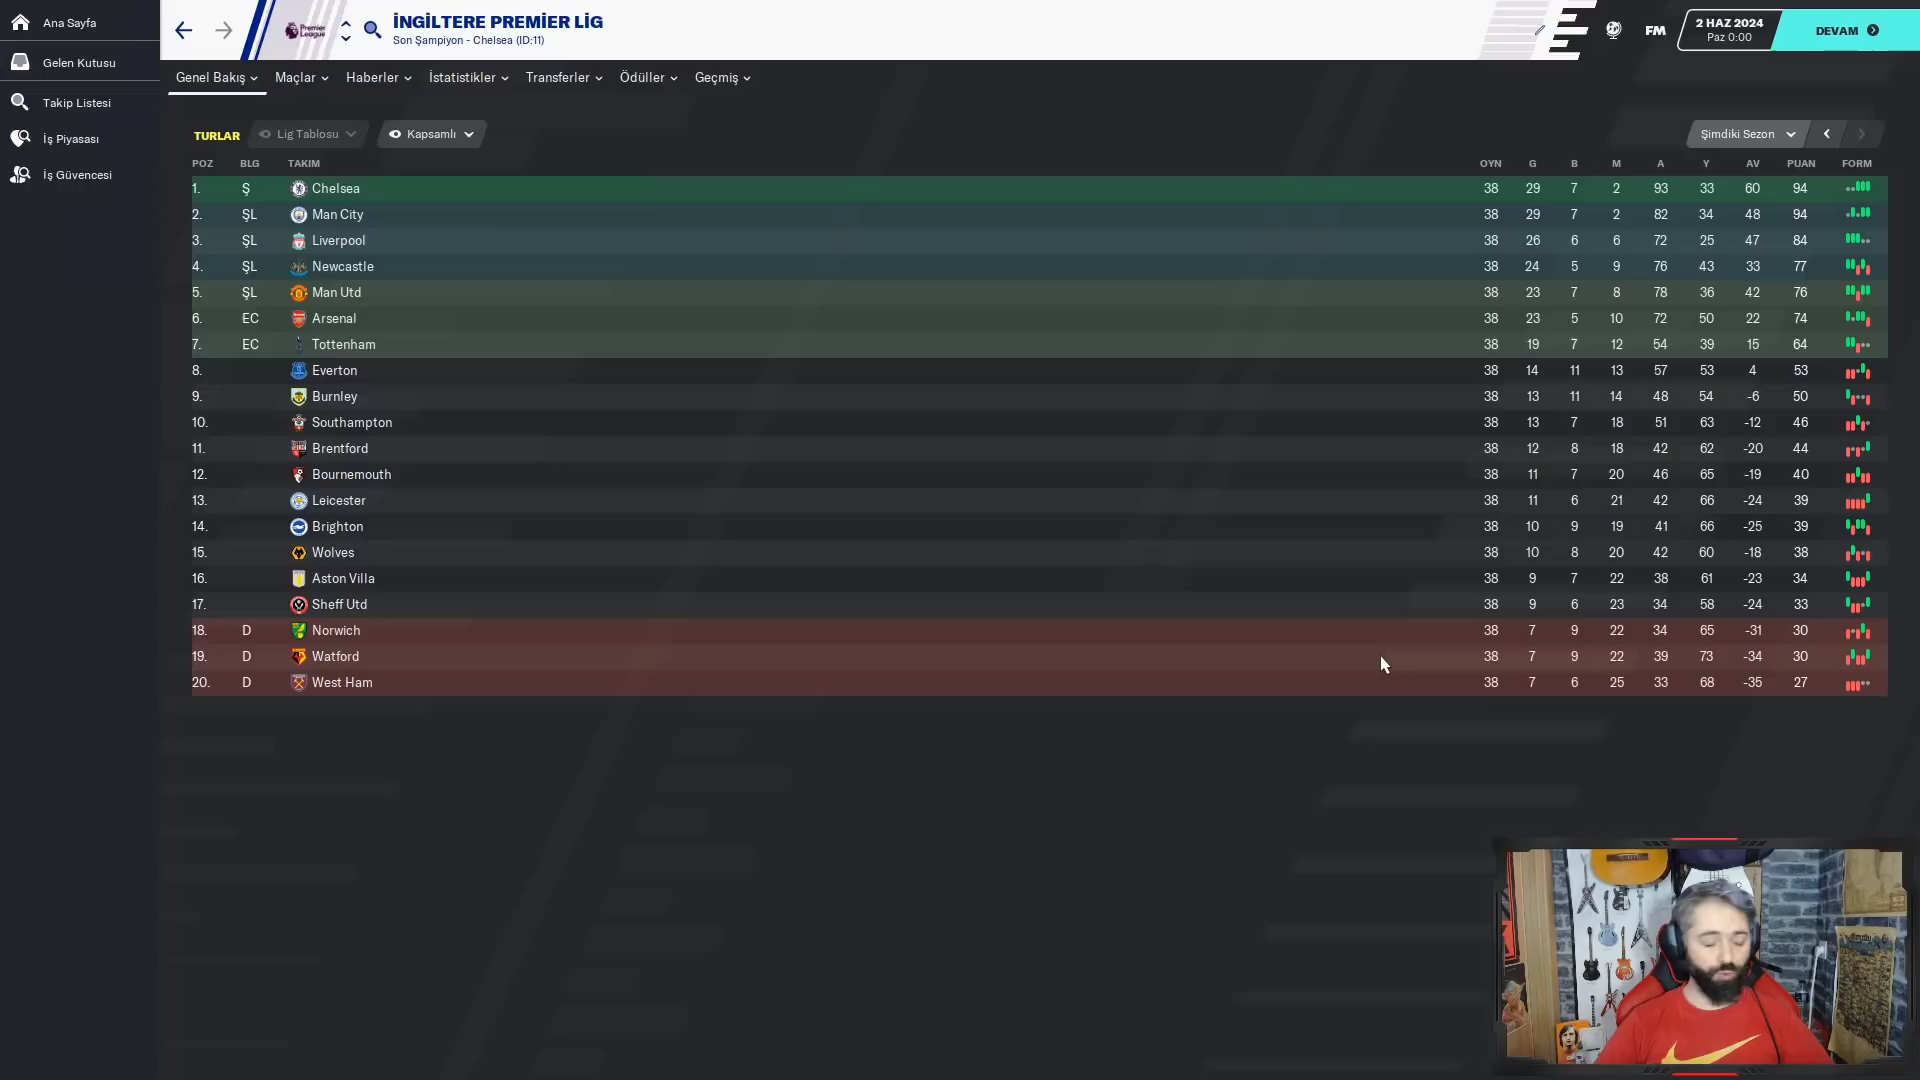 Ana Sayfa
Gelen Kutusu
Takip Listesi
İş Piyasası
İş Güvencesi
Premier League
İNGİLTERE PREMİER LİG
Son Şampiyon - Chelsea (ID:11)
FM
2 HAZ 2024
Paz 0:00
DEVAM
Genel Bakış Maçlar Haberler İstatistikler Transferler Ödüller Geçmiş
TURLAR Lig Tablosu Kapsamlı Şimdiki Sezon
POZ BLG TAKIM OYN G B M A Y AV PUAN FORM
1. Ş Chelsea 38 29 7 2 93 33 60 94
2. ŞL Man City 38 29 7 2 82 34 48 94
3. ŞL Liverpool 38 26 6 6 72 25 47 84
4. ŞL Newcastle 38 24 5 9 76 43 33 77
5. ŞL Man Utd 38 23 7 8 78 36 42 76
6. EC Arsenal 38 23 5 10 72 50 22 74
7. EC Tottenham 38 19 7 12 54 39 15 64
8. Everton 38 14 11 13 57 53 4 53
9. Burnley 38 13 11 14 48 54 -6 50
10. Southampton 38 13 7 18 51 63 -12 46
11. Brentford 38 12 8 18 42 62 -20 44
12. Bournemouth 38 11 7 20 46 65 -19 40
13. Leicester 38 11 6 21 42 66 -24 39
14. Brighton 38 10 9 19 41 66 -25 39
15. Wolves 38 10 8 20 42 60 -18 38
16. Aston Villa 38 9 7 22 38 61 -23 34
17. Sheff Utd 38 9 6 23 34 58 -24 33
18. D Norwich 38 7 9 22 34 65 -31 30
19. D Watford 38 7 9 22 39 73 -34 30
20. D West Ham 38 7 6 25 33 68 -35 27